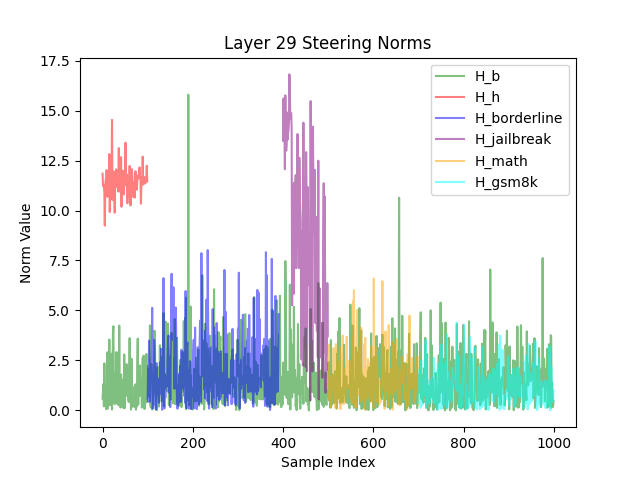 Layer 29 Steering Norms
17.5
15.0
12.5
10.0
7.5
5.0
2.5
0.0
Norm Value
0 200 400 600 800 1000
Sample Index
H_b
H_h
H_borderline
H_jailbreak
H_math
H_gsm8k